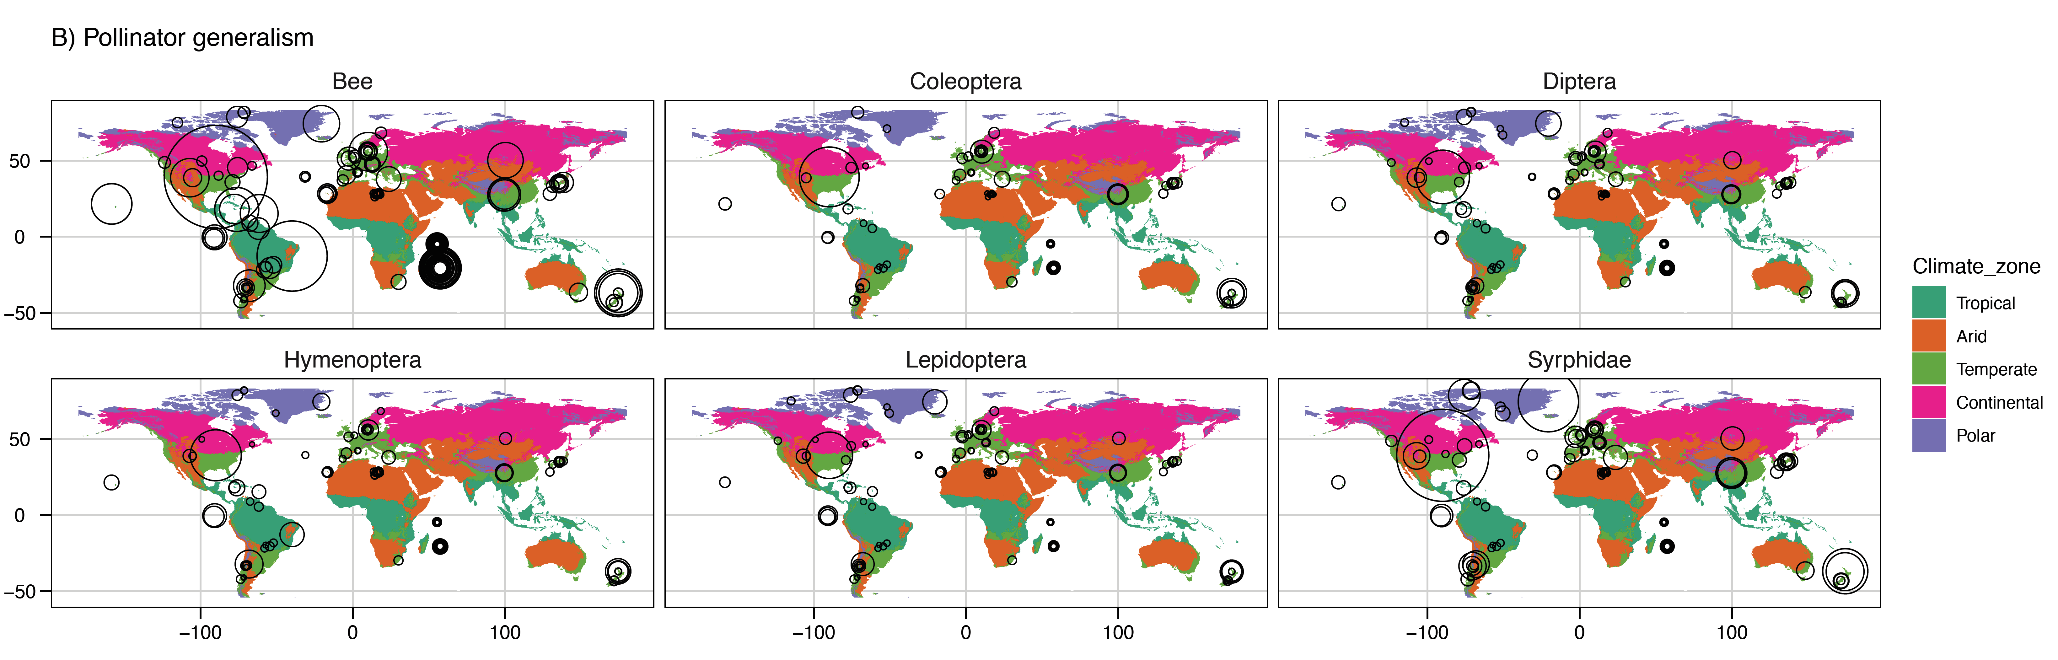 B) Pollinator generalism
Bee
Coleoptera
Diptera
50
0
−50
Hymenoptera
Lepidoptera
Syrphidae
50
0
−50
−100
0
100
−100
0
100
−100
0
100
Climate_zone
Tropical
Arid
Temperate
Continental
Polar